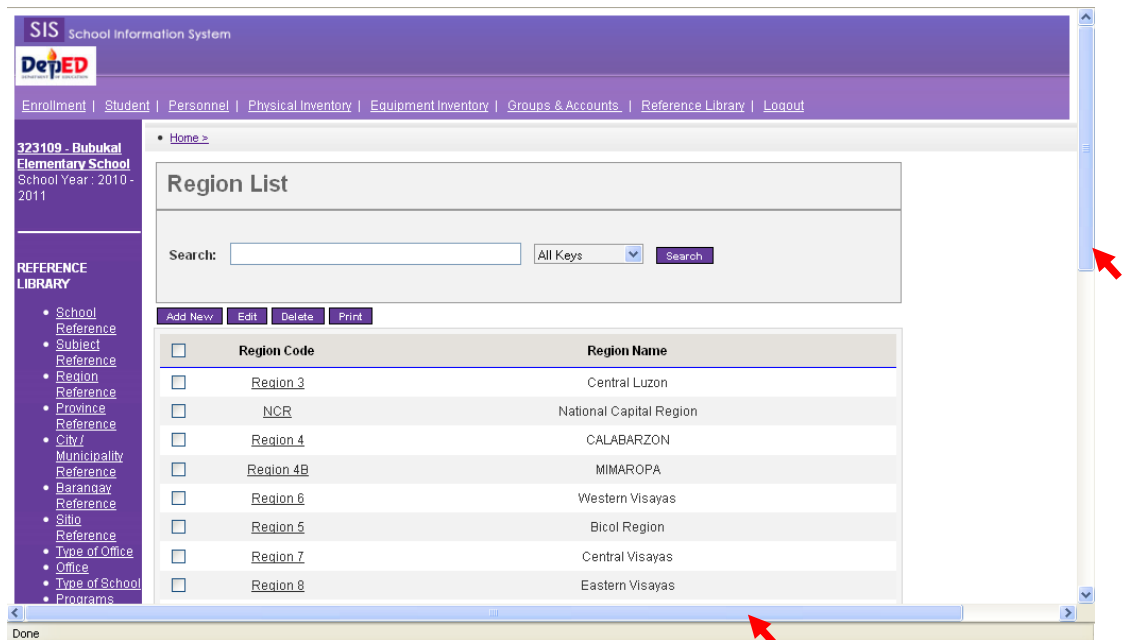 SIS School Information System
DepED
DEPARTMENT OF EDUCATION
Enrollment | Student | Personnel | Physical Inventory | Equipment Inventory | Groups & Accounts | Reference Library | Logout
323109 - Bubukal
Elementary School
School Year : 2010 -
2011
REFERENCE
LIBRARY
• School
Reference
• Subject
Reference
• Region
Reference
• Province
Reference
• City /
Municipality
Reference
• Barangay
Reference
• Sitio
Reference
• Type of Office
• Office
• Type of School
• Programs
• Home >
Region List
Search: All Keys Search
Add New Edit Delete Print
Region Code Region Name
Region 3 Central Luzon
NCR National Capital Region
Region 4 CALABARZON
Region 4B MIMAROPA
Region 6 Western Visayas
Region 5 Bicol Region
Region 7 Central Visayas
Region 8 Eastern Visayas
Done